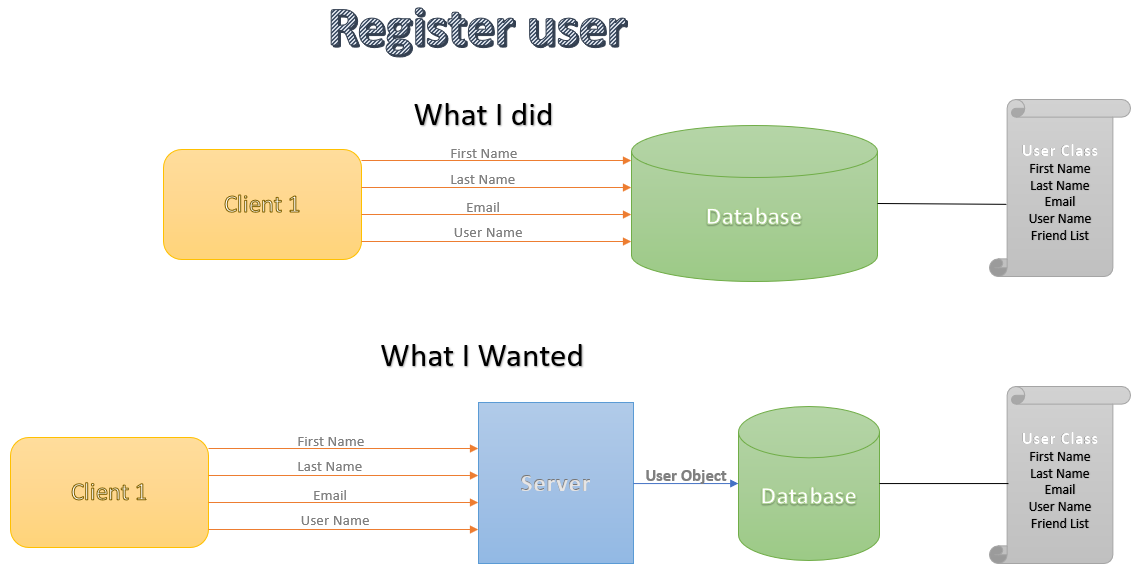 Register user
What I did
First Name
Last Name
Email
User Name
Client 1
Database
User Class
First Name
Last Name
Email
User Name
Friend List
What I Wanted
First Name
Last Name
Email
User Name
Client 1
Server
User Object
Database
User Class
First Name
Last Name
Email
User Name
Friend List